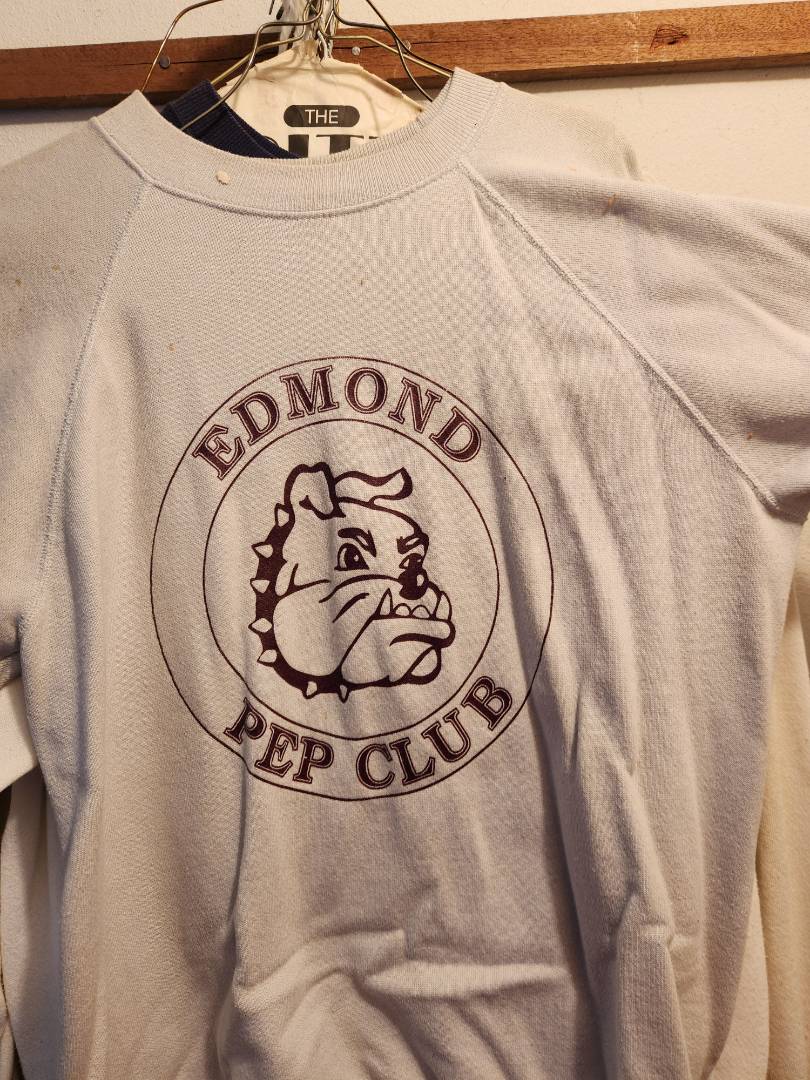 THE
EDMOND
PEP CLUB